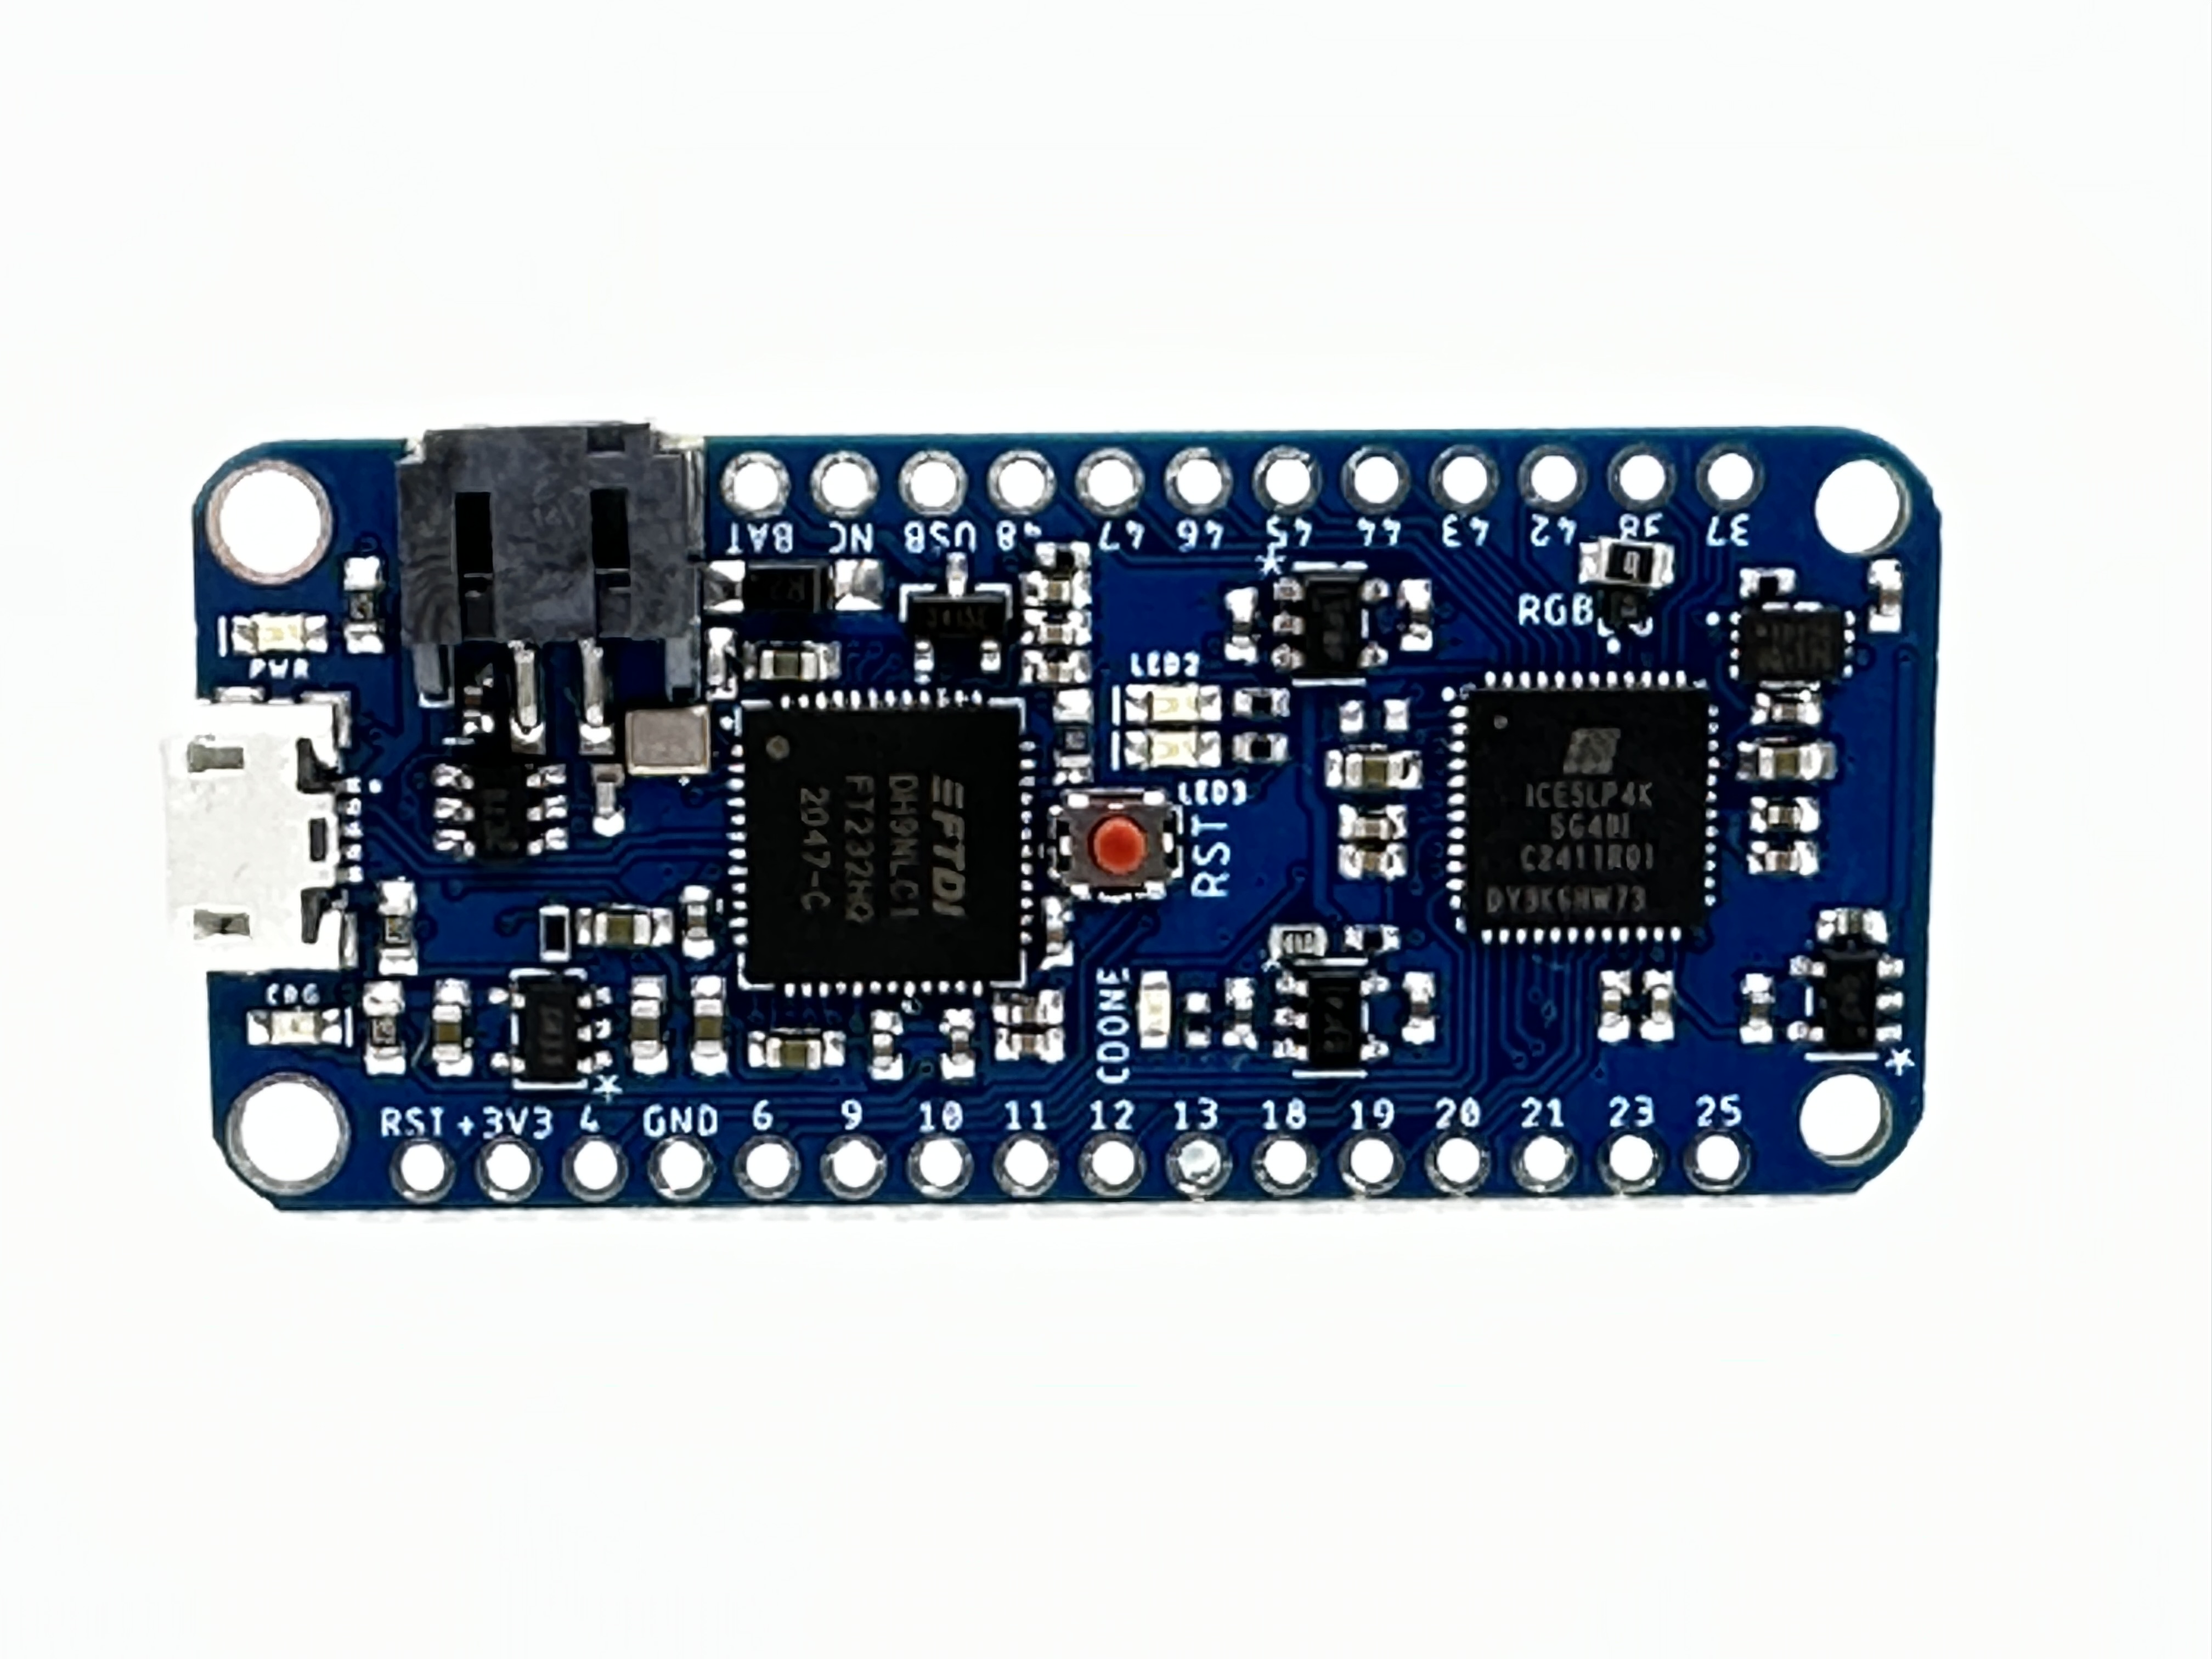 BAT NC USB 48 47 46 45 44 43 42 38 37
RGB
PWR
LED2
LED3
RST
FTDI
DH9NLC1
FT232HQ
2047-C
ICE5LP4K
SG48I
C2411R01
DY3K6HW73
CDONE
RST +3V3 4 GND 6 9 10 11 12 13 18 19 20 21 23 25